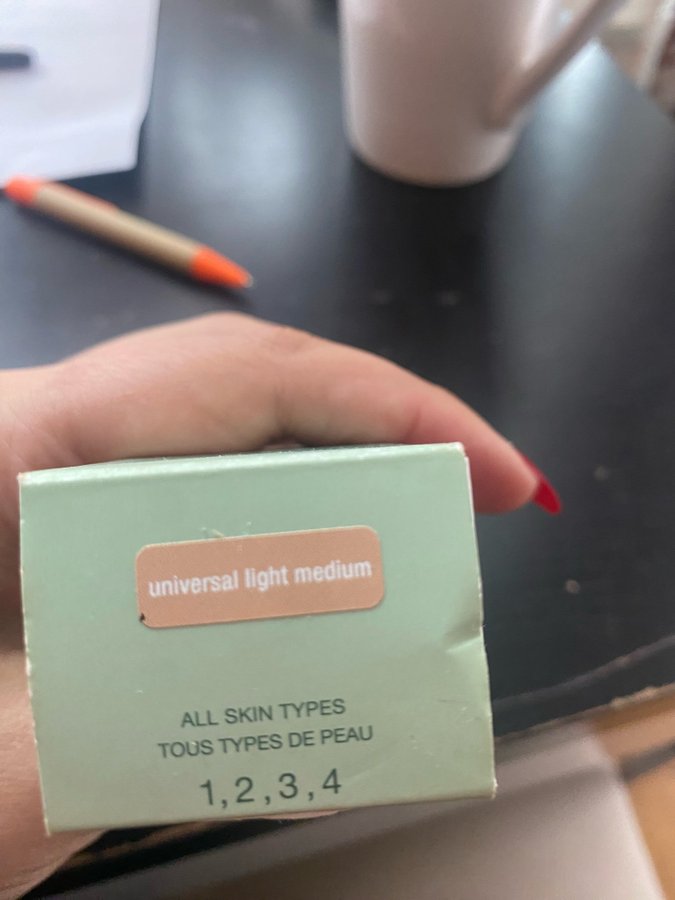 universal light medium
ALL SKIN TYPES
TOUS TYPES DE PEAU
1,2,3,4